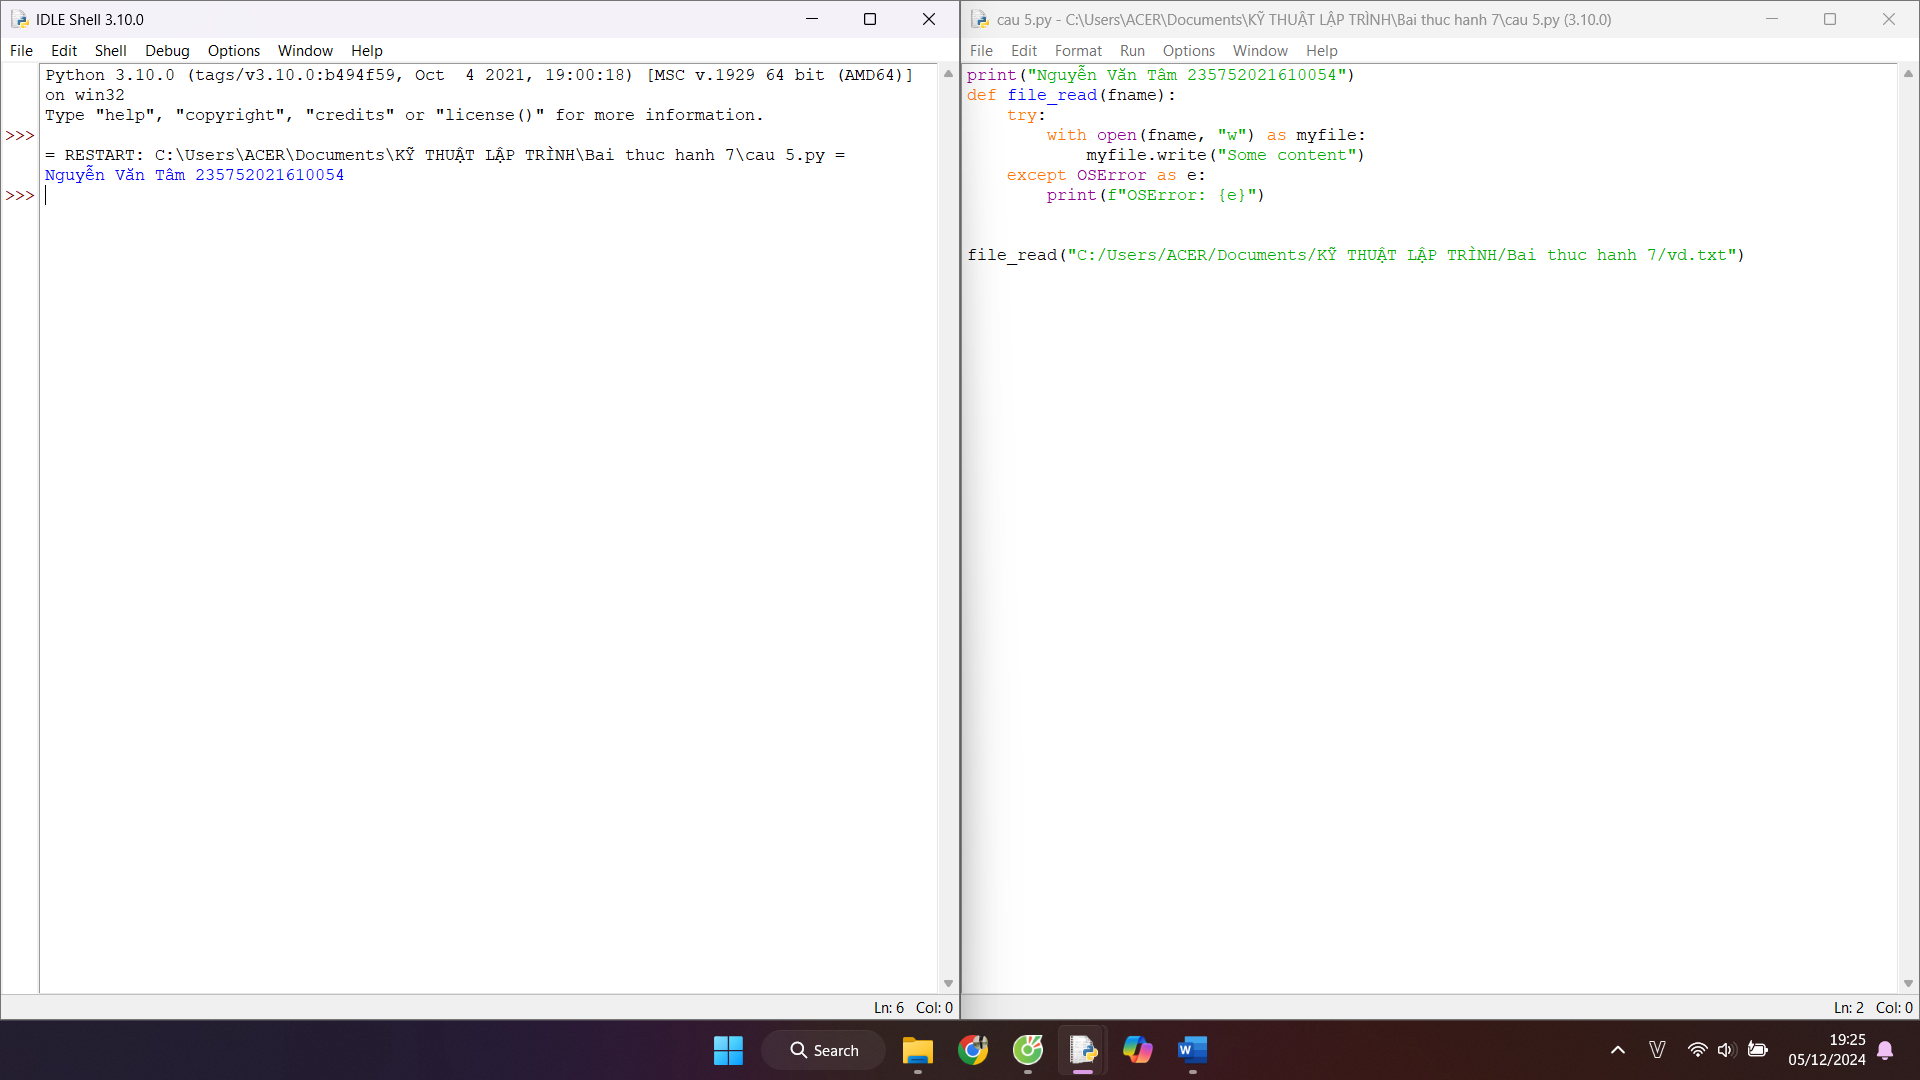 IDLE Shell 3.10.0
File Edit Shell Debug Options Window Help
Python 3.10.0 (tags/v3.10.0:b494f59, Oct  4 2021, 19:00:18) [MSC v.1929 64 bit (AMD64)]
on win32
Type "help", "copyright", "credits" or "license()" for more information.
>>>
= RESTART: C:\Users\ACER\Documents\KỸ THUẬT LẬP TRÌNH\Bai thuc hanh 7\cau 5.py =
Nguyễn Văn Tâm 235752021610054
>>>
Ln: 6 Col: 0
cau 5.py - C:\Users\ACER\Documents\KỸ THUẬT LẬP TRÌNH\Bai thuc hanh 7\cau 5.py (3.10.0)
File Edit Format Run Options Window Help
print("Nguyễn Văn Tâm 235752021610054")
def file_read(fname):
    try:
        with open(fname, "w") as myfile:
            myfile.write("Some content")
    except OSError as e:
        print(f"OSError: {e}")
file_read("C:/Users/ACER/Documents/KỸ THUẬT LẬP TRÌNH/Bai thuc hanh 7/vd.txt")
Ln: 2 Col: 0
Search
V
19:25
05/12/2024